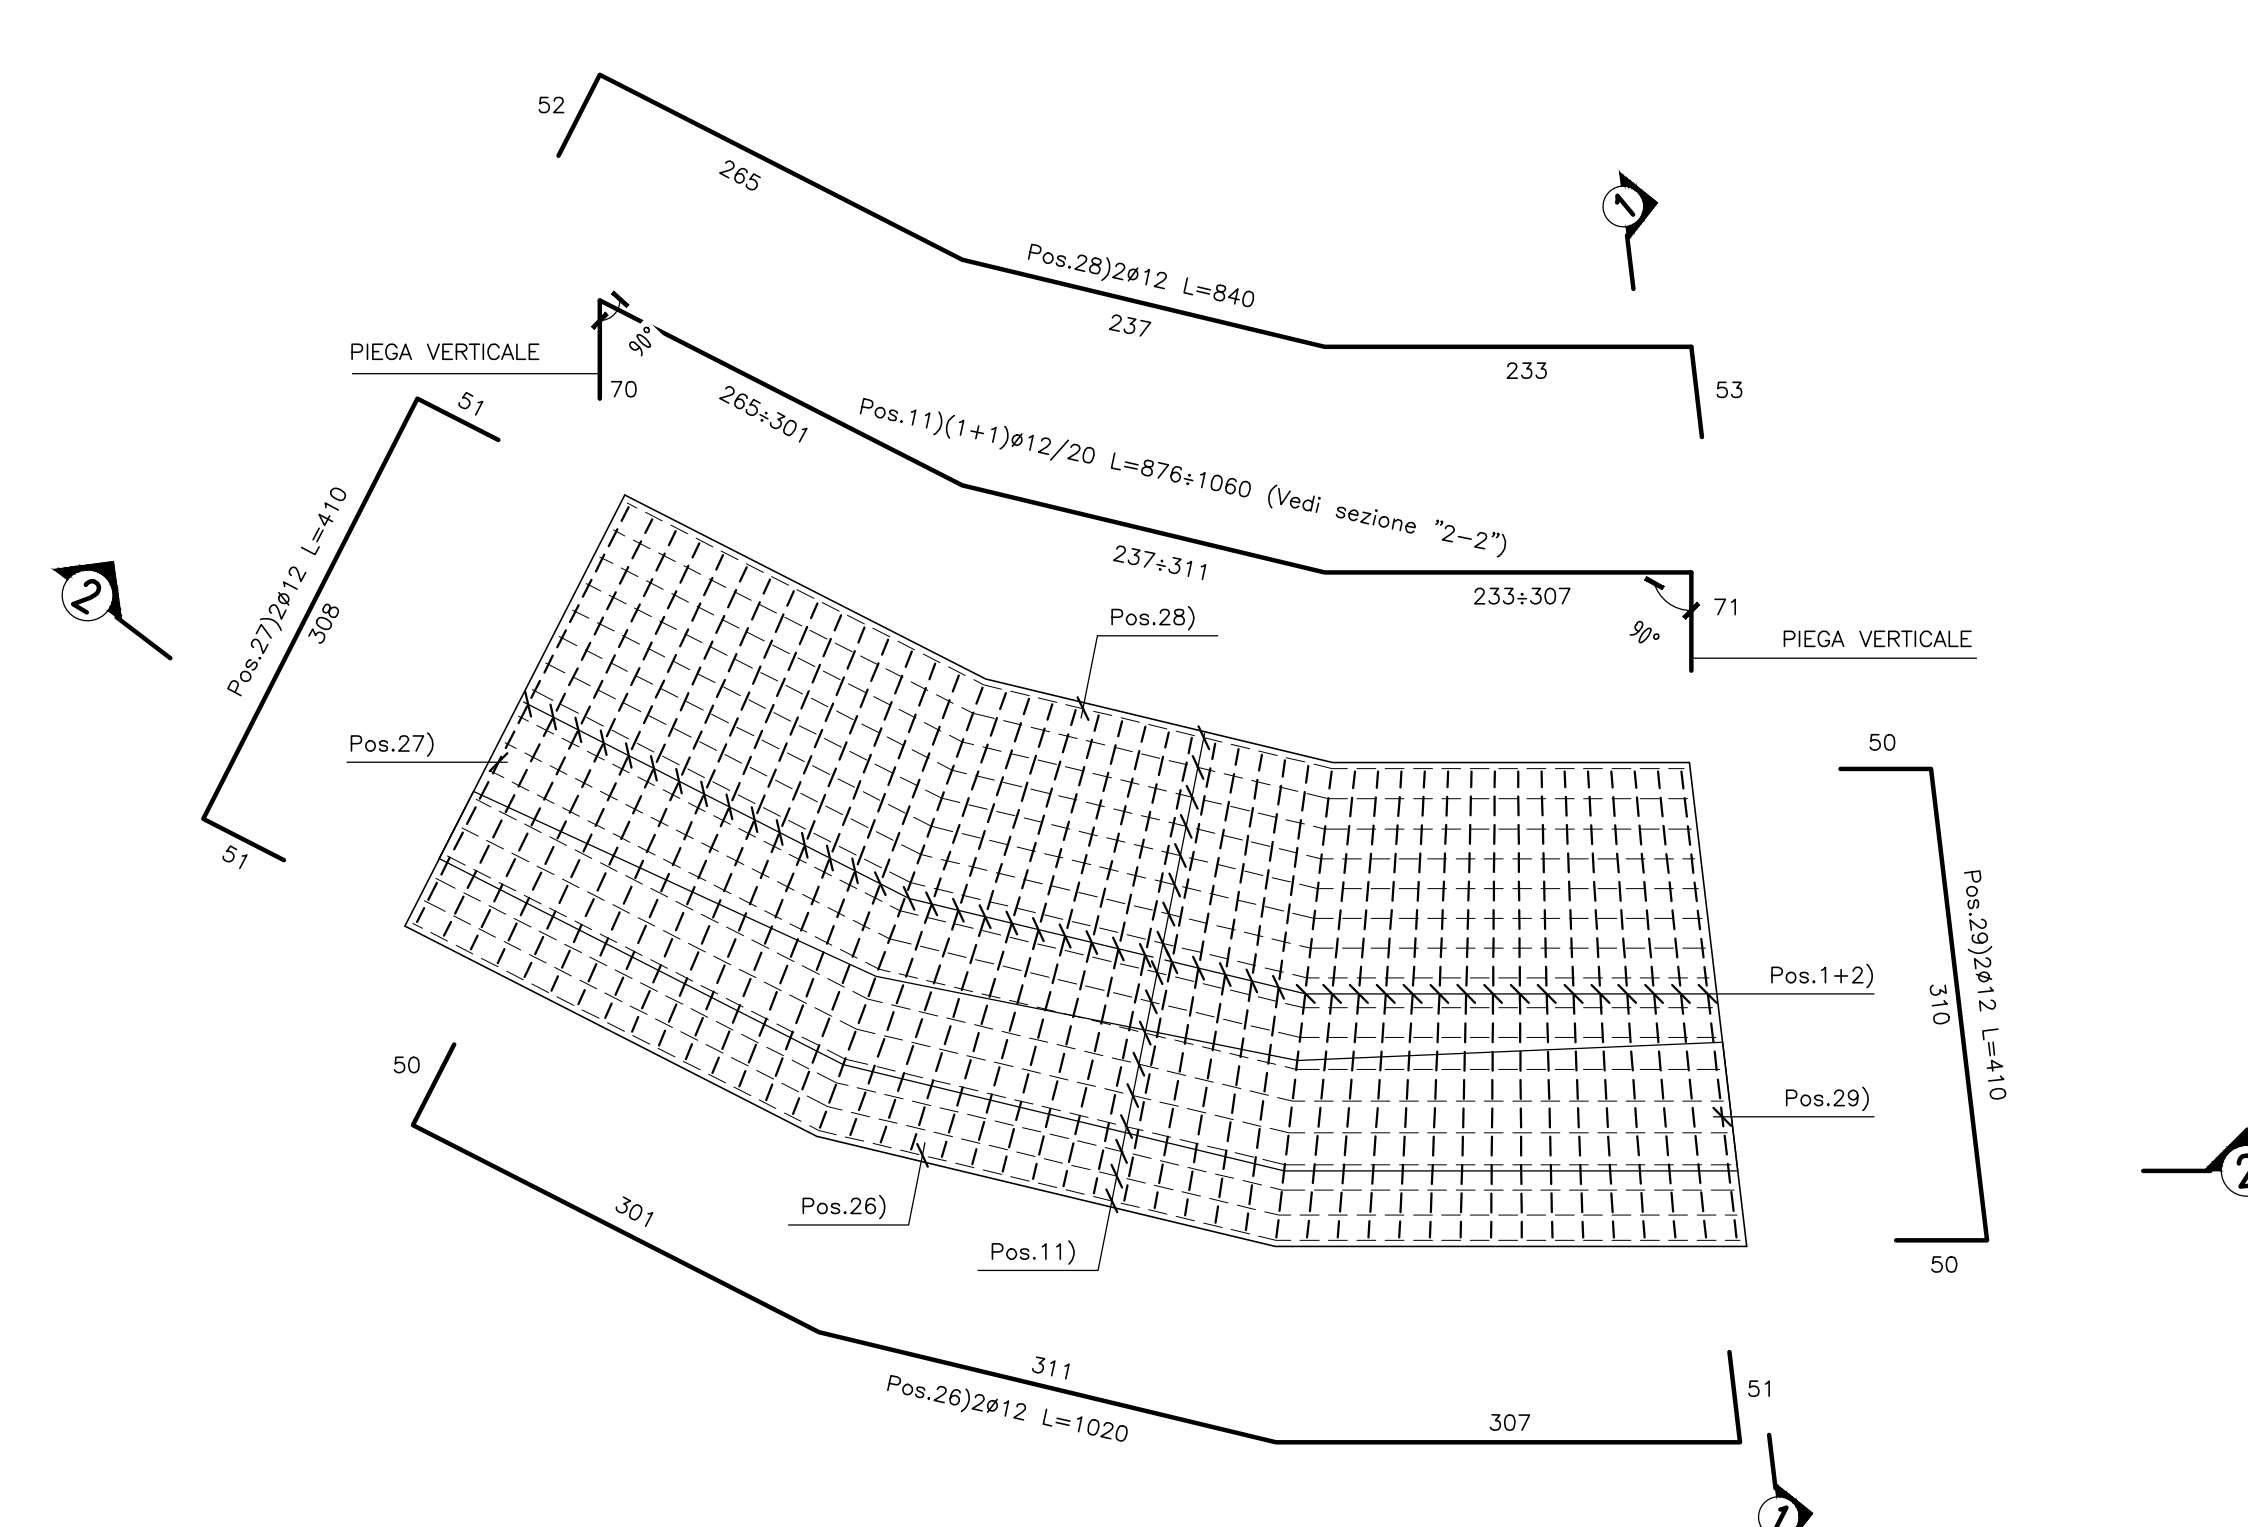 52
265
Pos.28)2ø12 L=840
237
233
53
1
90°
PIEGA VERTICALE
70
265÷301
Pos.11)(1+1)ø12/20 L=876÷1060 (Vedi sezione "2-2")
237÷311
233÷307
90°
71
PIEGA VERTICALE
51
Pos.27)2ø12 L=410
308
51
2
Pos.28)
Pos.27)
50
Pos.29)2ø12 L=410
310
50
Pos.1+2)
Pos.29)
2
Pos.26)
Pos.11)
50
301
311
Pos.26)2ø12 L=1020
307
51
1